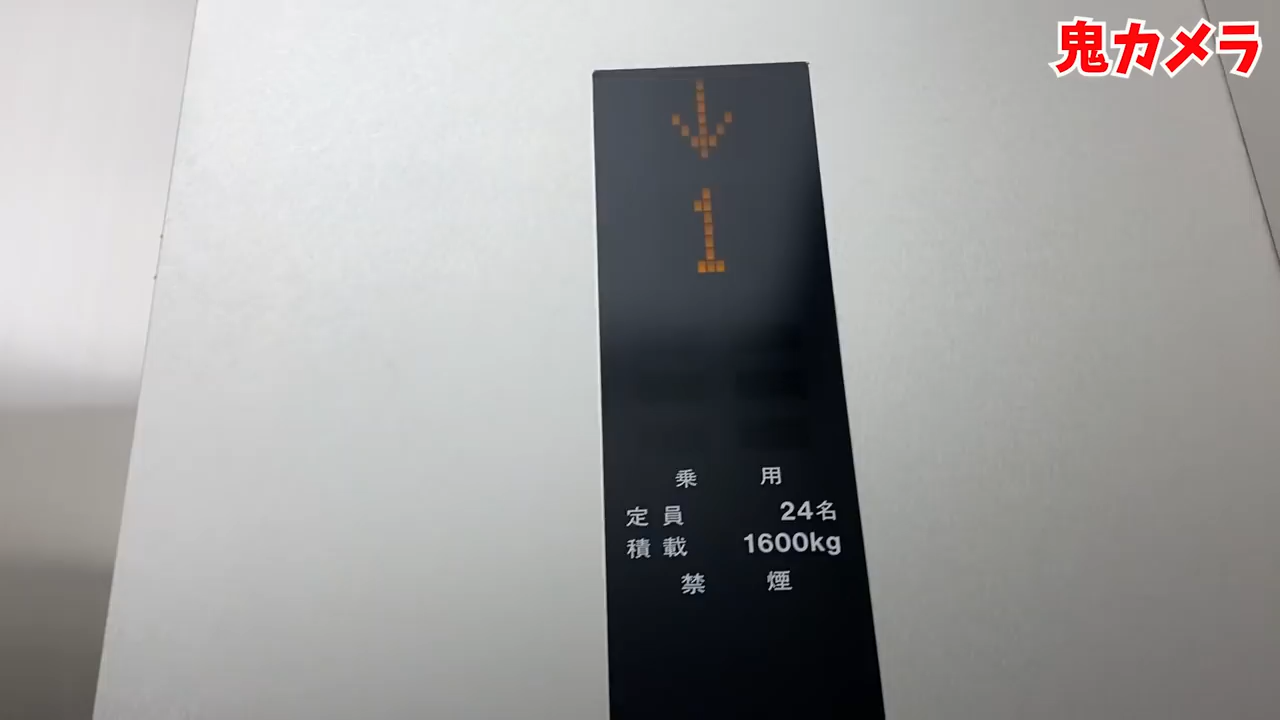 鬼カメラ
↓
1
乗 用
定員 24名
積載 1600kg
禁 煙